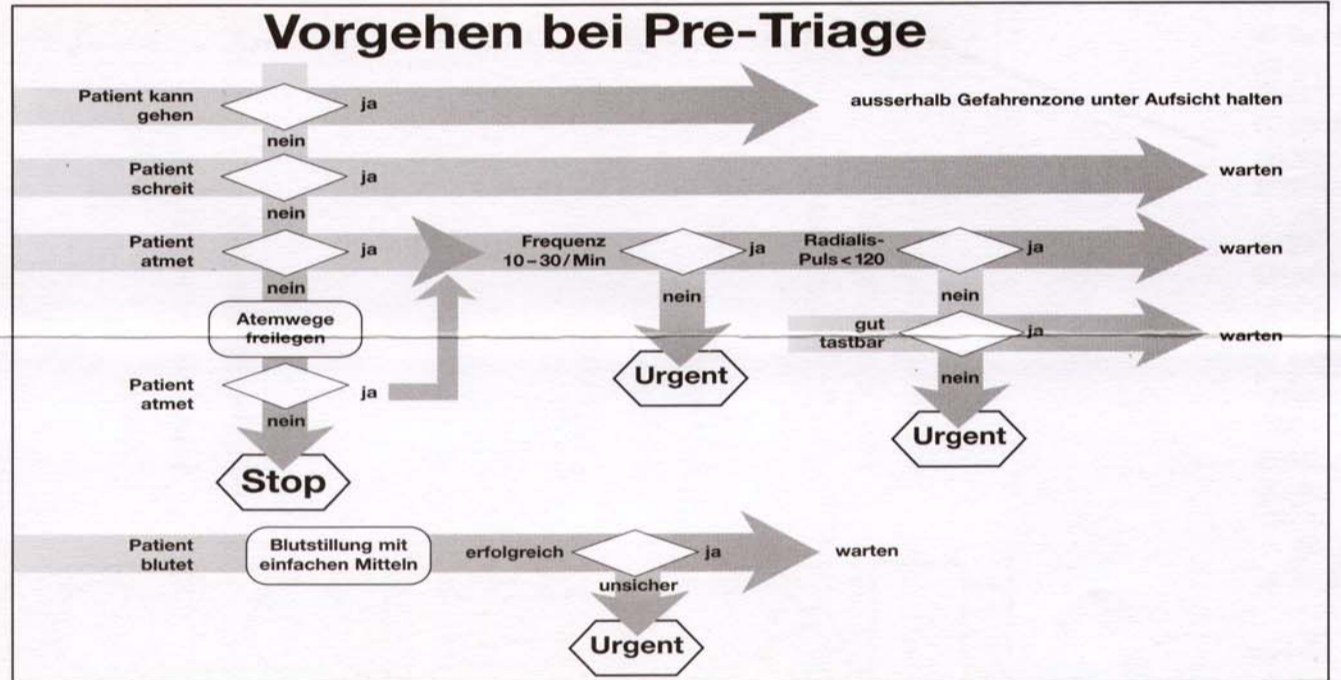 Vorgehen bei Pre-Triage
Patient kann
gehen
ja
ausserhalb Gefahrenzone unter Aufsicht halten
nein
Patient
schreit
ja
warten
nein
Patient
atmet
ja
Frequenz
10–30/Min
ja
Radialis-
Puls<120
ja
warten
nein
nein
nein
Atemwege
freilegen
gut
tastbar
ja
warten
Urgent
nein
Patient
atmet
ja
nein
Urgent
Stop
Patient
blutet
Blutstillung mit
einfachen Mitteln
erfolgreich
ja
warten
unsicher
Urgent